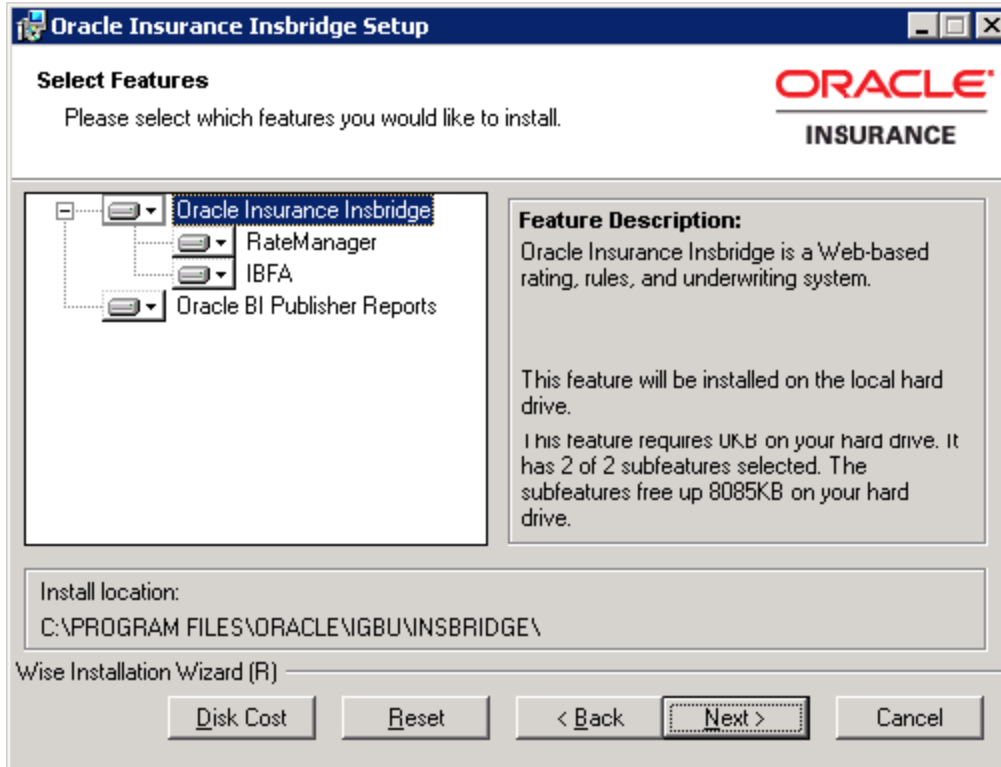 Oracle Insurance Insbridge Setup
Select Features
Please select which features you would like to install.
ORACLE
INSURANCE
Oracle Insurance Insbridge
RateManager
IBFA
Oracle BI Publisher Reports
Feature Description:
Oracle Insurance Insbridge is a Web-based
rating, rules, and underwriting system.
This feature will be installed on the local hard
drive.
This feature requires 0KB on your hard drive. It
has 2 of 2 subfeatures selected. The
subfeatures free up 8085KB on your hard
drive.
Install location:
C:\PROGRAM FILES\ORACLE\IGBU\INSBRIDGE\
Wise Installation Wizard (R)
Disk Cost
Reset
< Back
Next >
Cancel